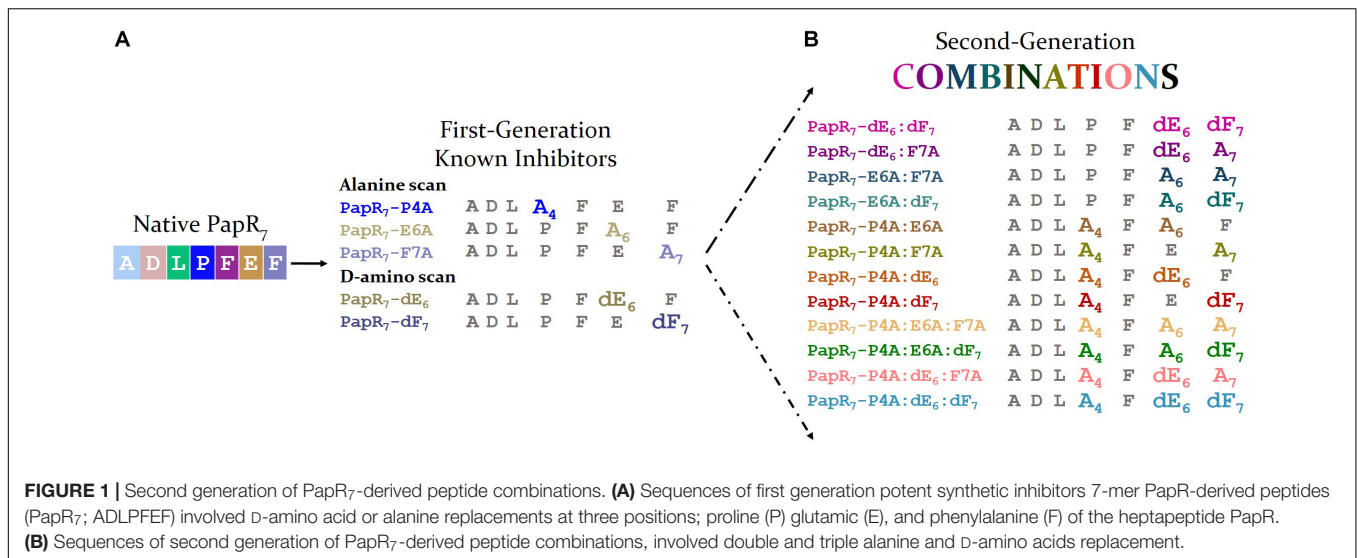 A
Native PapR₇
A D L P F E F
First-Generation
Known Inhibitors
Alanine scan
PapR₇-P4A A D L A₄ F E F
PapR₇-E6A A D L P F A₆ F
PapR₇-F7A A D L P F E A₇
D-amino scan
PapR₇-dE₆ A D L P F dE₆ F
PapR₇-dF₇ A D L P F E dF₇
B
Second-Generation
COMBINATIONS
PapR₇-dE₆:dF₇ A D L P F dE₆ dF₇
PapR₇-dE₆:F7A A D L P F dE₆ A₇
PapR₇-E6A:F7A A D L P F A₆ A₇
PapR₇-E6A:dF₇ A D L P F A₆ dF₇
PapR₇-P4A:E6A A D L A₄ F A₆ F
PapR₇-P4A:F7A A D L A₄ F E A₇
PapR₇-P4A:dE₆ A D L A₄ F dE₆ F
PapR₇-P4A:dF₇ A D L A₄ F E dF₇
PapR₇-P4A:E6A:F7A A D L A₄ F A₆ A₇
PapR₇-P4A:E6A:dF₇ A D L A₄ F A₆ dF₇
PapR₇-P4A:dE₆:F7A A D L A₄ F dE₆ A₇
PapR₇-P4A:dE₆:dF₇ A D L A₄ F dE₆ dF₇
FIGURE 1 | Second generation of PapR₇-derived peptide combinations. (A) Sequences of first generation potent synthetic inhibitors 7-mer PapR-derived peptides
(PapR₇; ADLPFEF) involved D-amino acid or alanine replacements at three positions; proline (P) glutamic (E), and phenylalanine (F) of the heptapeptide PapR.
(B) Sequences of second generation of PapR₇-derived peptide combinations, involved double and triple alanine and D-amino acids replacement.